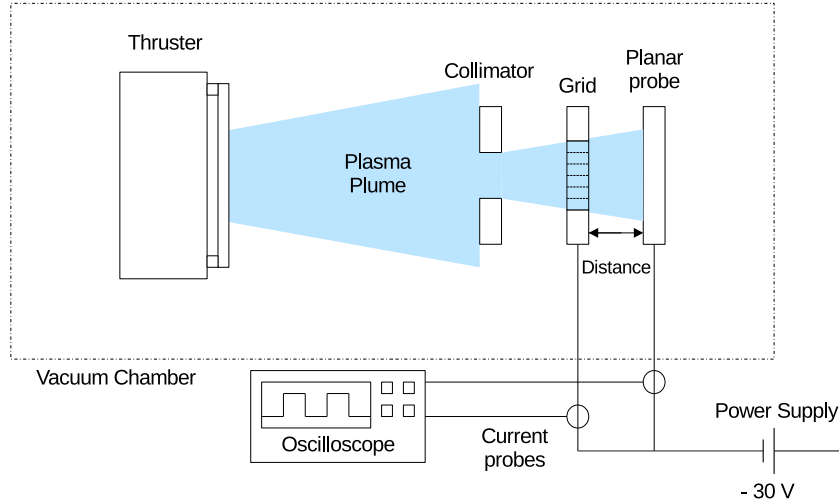 Thruster
Planar
probe
Collimator
Grid
Plasma
Plume
Distance
Vacuum Chamber
Oscilloscope
Current
probes
Power Supply
- 30 V